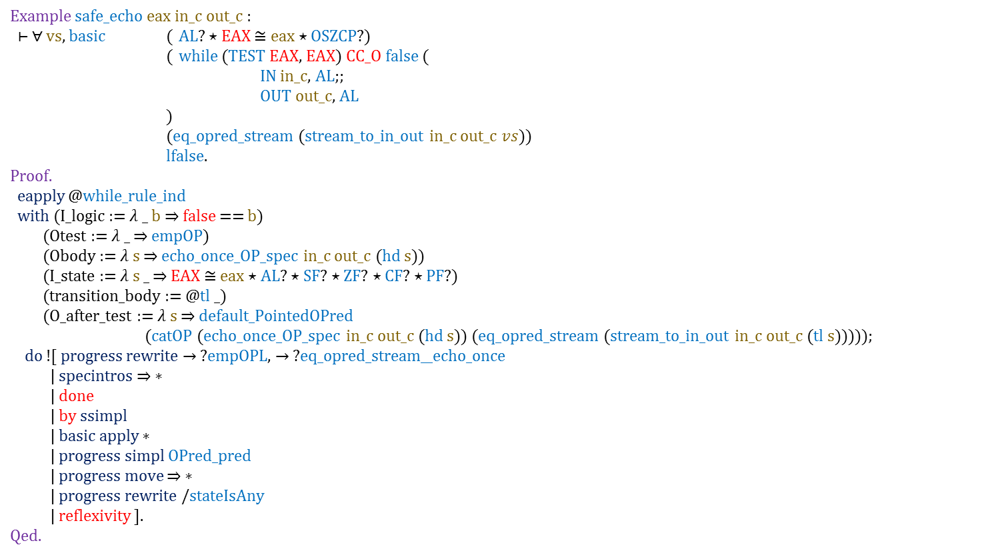 Example safe_echo eax in_c out_c :
⊢ ∀ vs, basic ( AL? ⋆ EAX ≅ eax ⋆ OSZCP?)
( while (TEST EAX, EAX) CC_O false (
IN in_c, AL;;
OUT out_c, AL
)
(eq_opred_stream (stream_to_in_out in_c out_c 𝑣𝑠))
lfalse.
Proof.
eapply @while_rule_ind
with (I_logic := 𝜆 _ b ⇒ false == b)
(Otest := 𝜆 _ ⇒ empOP)
(Obody := 𝜆 s ⇒ echo_once_OP_spec in_c out_c (hd s))
(I_state := 𝜆 s _ ⇒ EAX ≅ eax ⋆ AL? ⋆ SF? ⋆ ZF? ⋆ CF? ⋆ PF?)
(transition_body := @tl _)
(O_after_test := 𝜆 s ⇒ default_PointedOPred
(catOP (echo_once_OP_spec in_c out_c (hd s)) (eq_opred_stream (stream_to_in_out in_c out_c (tl s)))));
do ![ progress rewrite → ?empOPL, → ?eq_opred_stream__echo_once
| specintros ⇒ *
| done
| by ssimpl
| basic apply *
| progress simpl OPred_pred
| progress move ⇒ *
| progress rewrite /stateIsAny
| reflexivity ].
Qed.